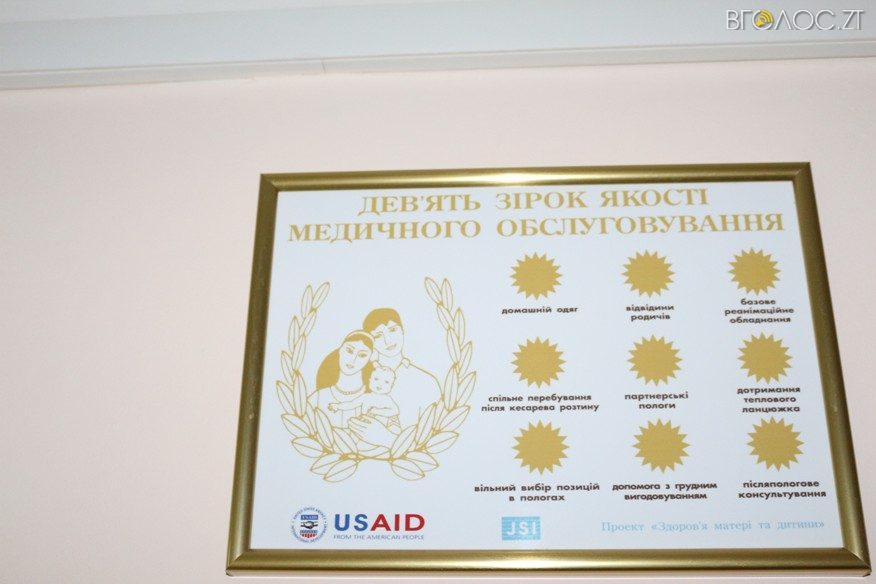 ВГОЛОС.ZT
ДЕВ'ЯТЬ ЗІРОК ЯКОСТІ
МЕДИЧНОГО ОБСЛУГОВУВАННЯ
домашній одяг
відвідини
родичів
базове
реанімаційне
обладнання
спільне перебування
після кесарева розтину
партнерські
пологи
дотримання
теплового
ланцюжка
вільний вибір позицій
в пологах
допомога з грудним
вигодовуванням
післяпологове
консультування
USAID
FROM THE AMERICAN PEOPLE
JSI
Проект «Здоров'я матері та дитини»